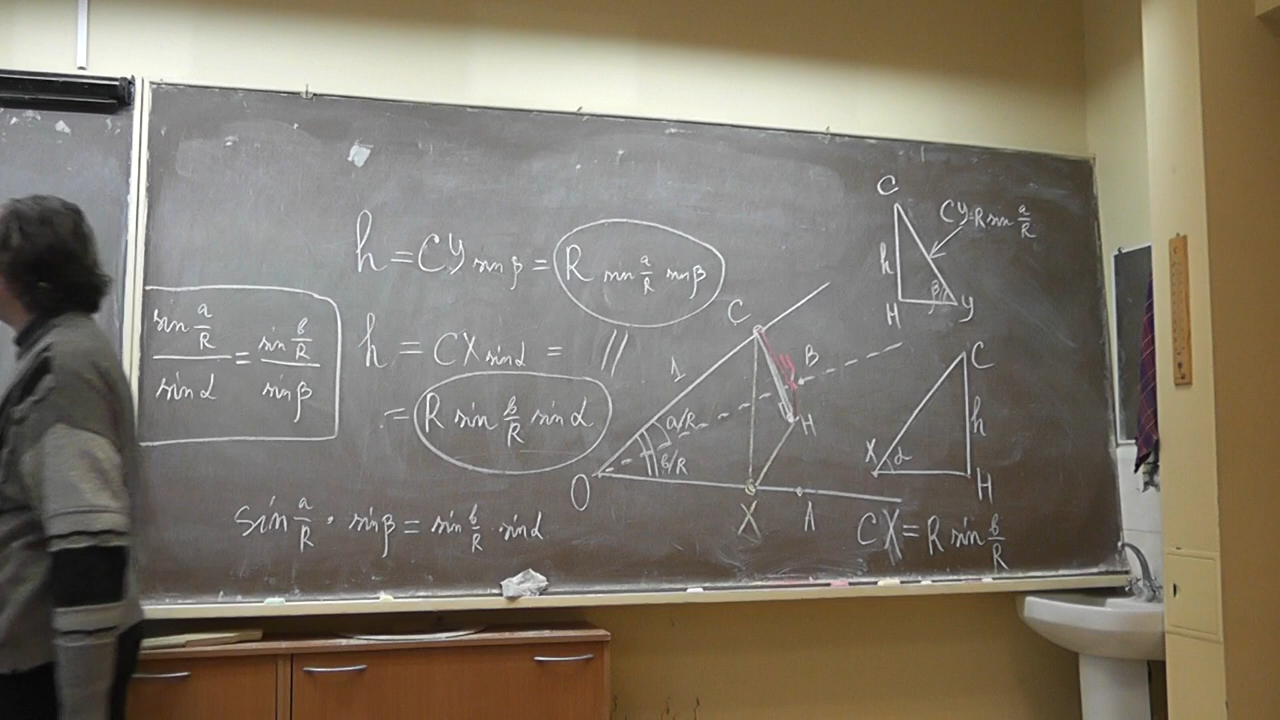 h = CY sin β = R sin a/R sin β
h = CX sin α =
= R sin b/R sin α
sin a/R / sin α = sin b/R / sin β
sin a/R · sin β = sin b/R · sin α
C
1
B
a/R
b/R
H
O
X
A
C
CY=R sin a/R
h
β
H
Y
C
h
X
α
H
CX = R sin b/R